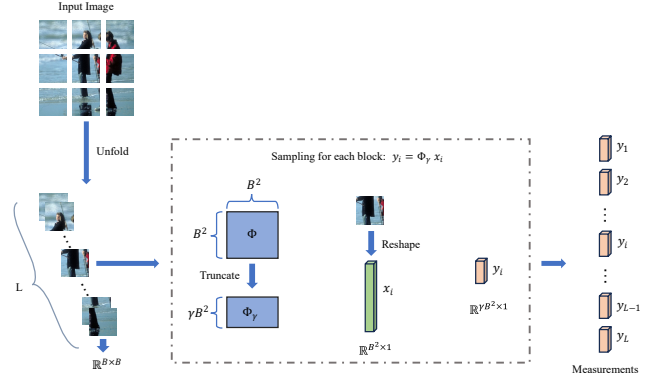 Input Image
Unfold
L
ℝ^{B×B}
Sampling for each block: y_i = Φ_γ x_i
B^2
B^2
Φ
Truncate
γB^2
Φ_γ
Reshape
x_i
ℝ^{B^2×1}
y_i
ℝ^{γB^2×1}
y_1
y_2
⋮
y_i
⋮
y_{L−1}
y_L
Measurements